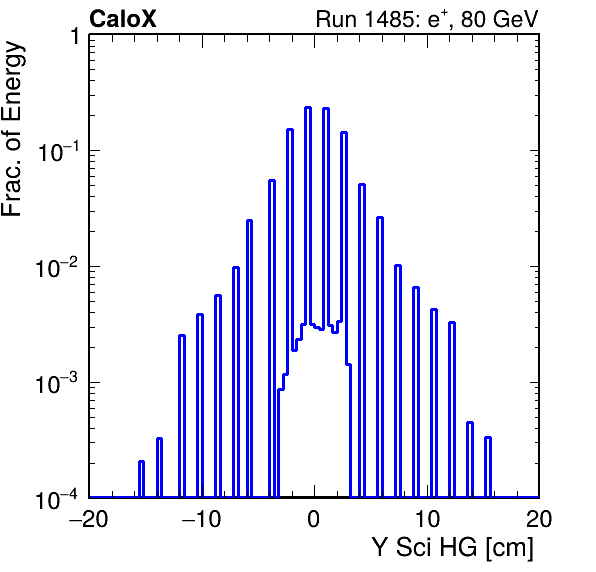 CaloX Run 1485: e⁺, 80 GeV
Frac. of Energy
1
10⁻¹
10⁻²
10⁻³
10⁻⁴
−20 −10 0 10 20
Y Sci HG [cm]